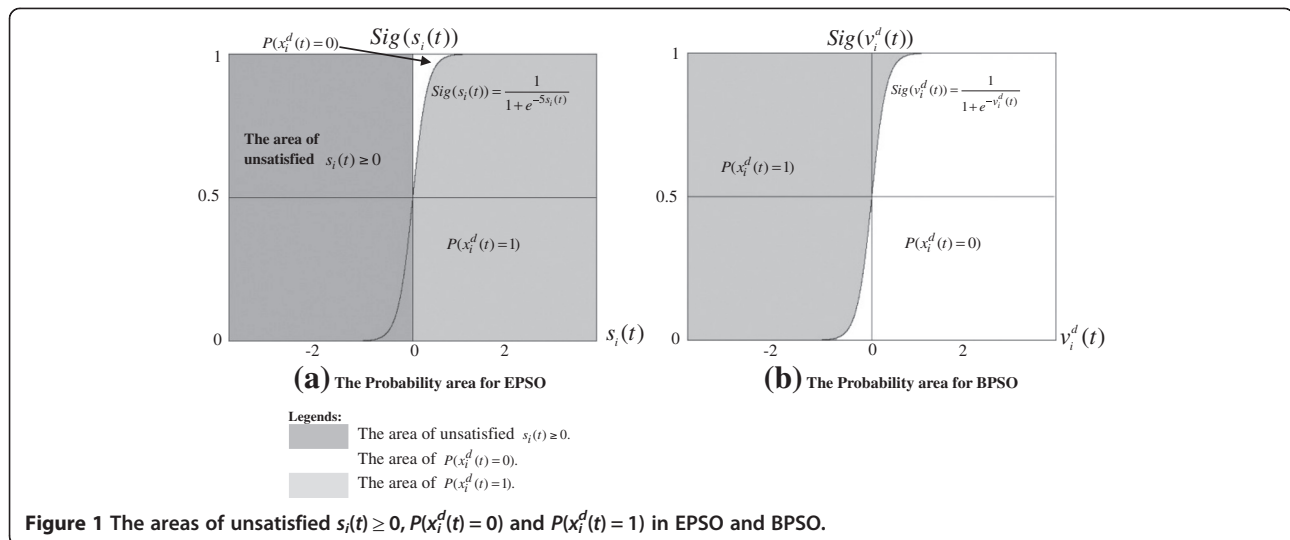 P(x_i^d(t)=0)
Sig(s_i(t))
1
Sig(s_i(t)) = 1 / (1 + e^{-5s_i(t)})
The area of
unsatisfied s_i(t) ≥ 0
0.5
P(x_i^d(t)=1)
0
s_i(t)
-2 0 2
(a) The Probability area for EPSO
Sig(v_i^d(t))
1
Sig(v_i^d(t)) = 1 / (1 + e^{-v_i^d(t)})
P(x_i^d(t)=1)
0.5
P(x_i^d(t)=0)
0
v_i^d(t)
-2 0 2
(b) The Probability area for BPSO
Legends:
The area of unsatisfied s_i(t) ≥ 0.
The area of P(x_i^d(t)=0).
The area of P(x_i^d(t)=1).
Figure 1 The areas of unsatisfied s_i(t) ≥ 0, P(x_i^d(t) = 0) and P(x_i^d(t) = 1) in EPSO and BPSO.